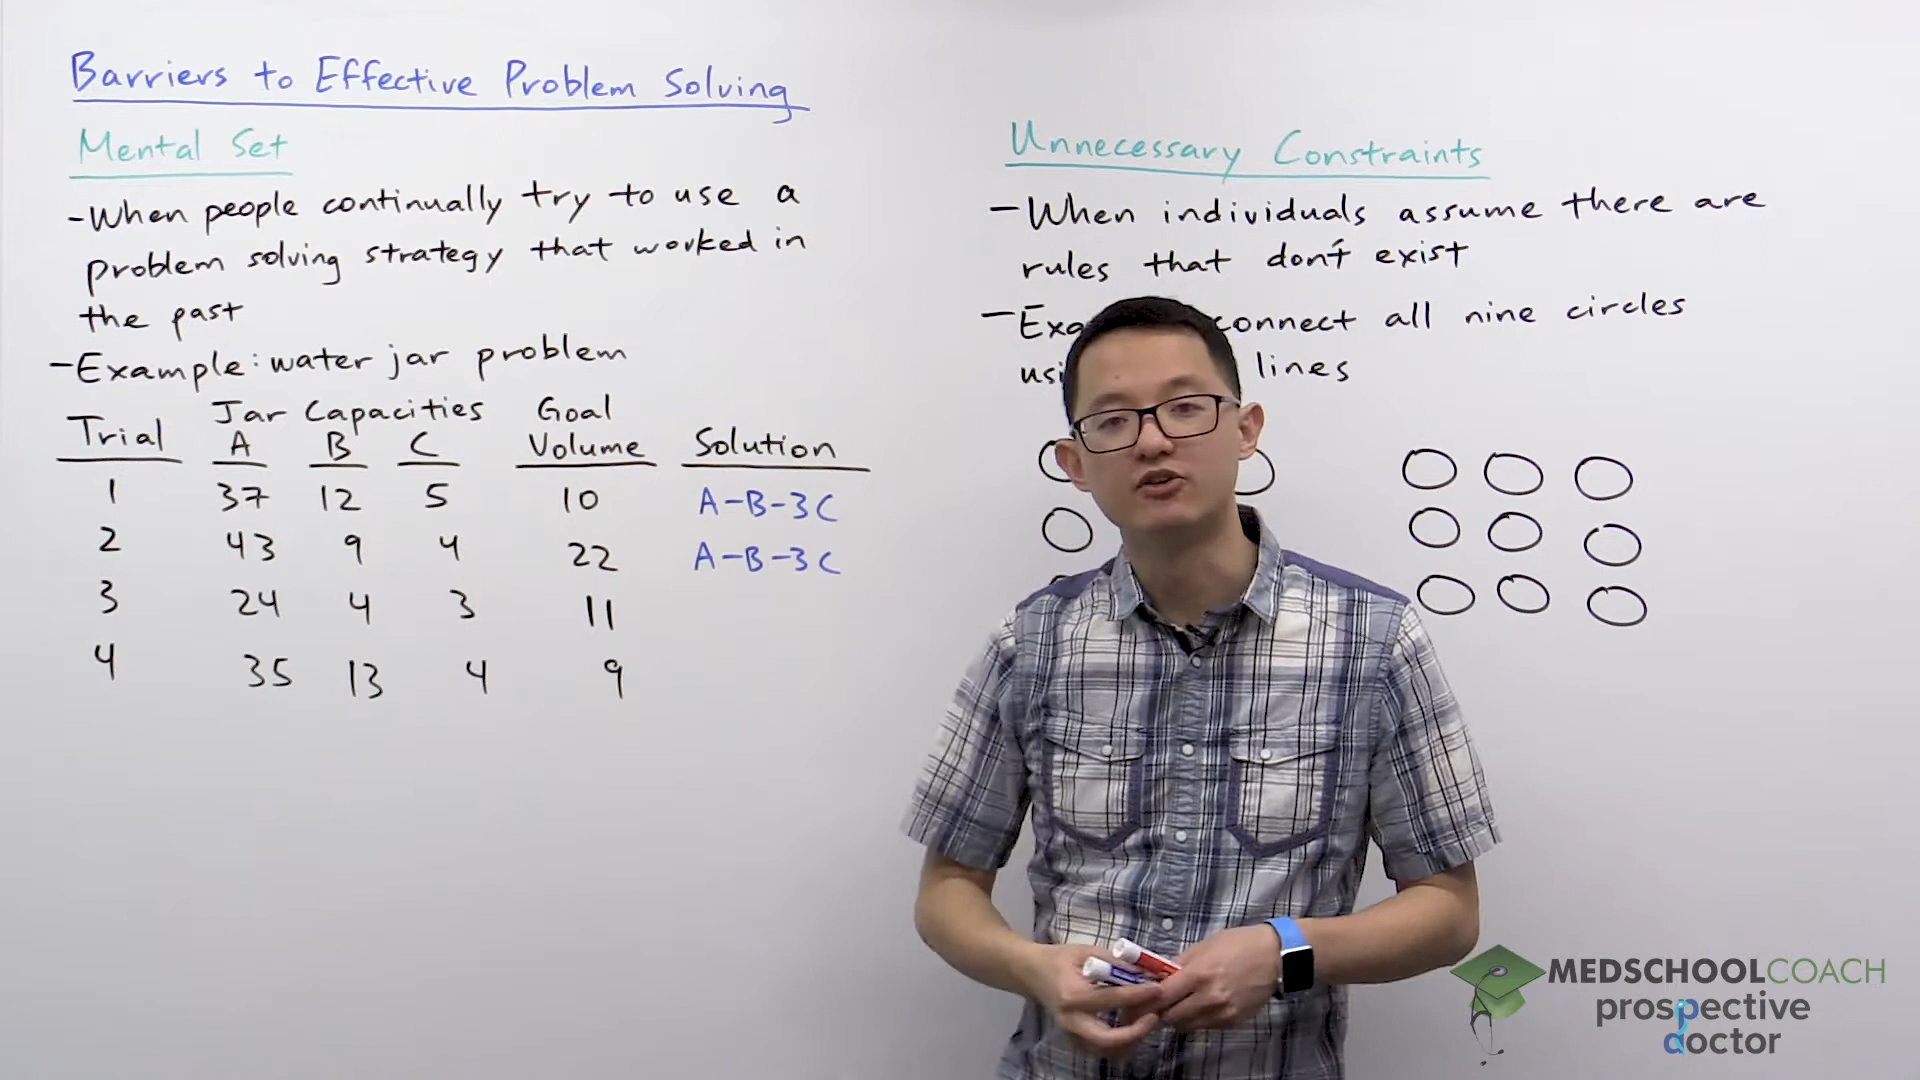 Barriers to Effective Problem Solving
Mental Set
-When people continually try to use a
problem solving strategy that worked in
the past
-Example: water jar problem
Trial Jar Capacities Goal
A B C Volume Solution
1 37 12 5 10 A-B-3C
2 43 9 4 22 A-B-3C
3 24 4 3 11
4 35 13 4 9
Unnecessary Constraints
-When individuals assume there are
rules that don't exist
- connect all nine circles
lines
MEDSCHOOLCOACH
prospective
doctor